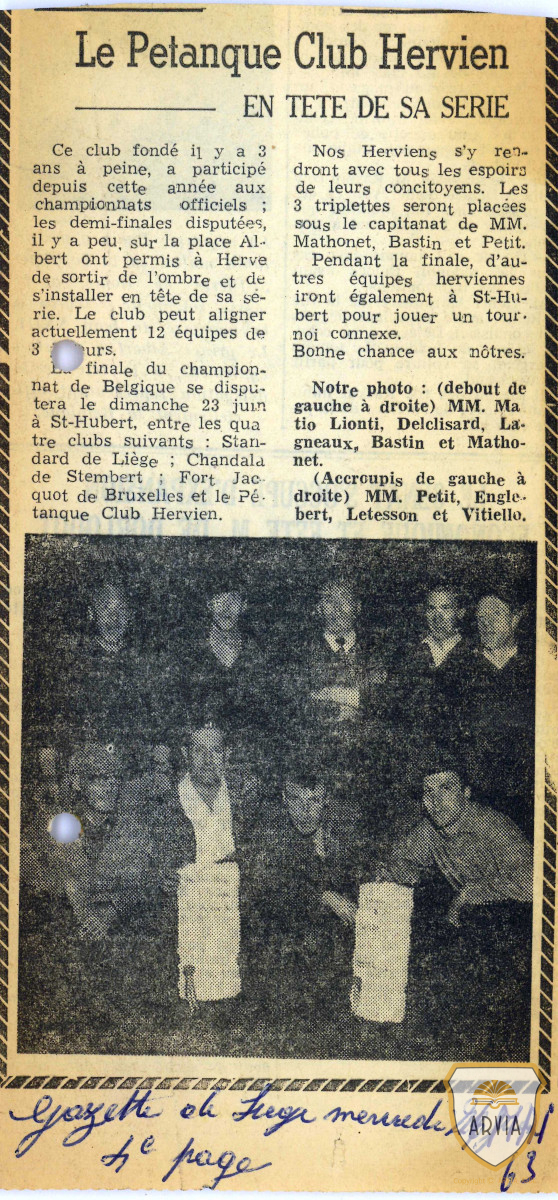 Le Petanque Club Hervien
EN TETE DE SA SERIE
Ce club fondé il y a 3
ans à peine, a participé
depuis cette année aux
championnats officiels ;
les demi-finales disputées,
il y a peu, sur la place Al-
bert ont permis à Herve
de sortir de l'ombre et de
s'installer en tête de sa sé-
rie. Le club peut aligner
actuellement 12 équipes de
3 urs.
La finale du champion-
nat de Belgique se dispu-
tera le dimanche 23 juin
à St-Hubert, entre les qua
tre clubs suivants : Stan-
dard de Liège ; Chandala
de Stembert ; Fort Jac
quot de Bruxelles et le Pé-
tanque Club Hervien.
Nos Herviens s'y ren-
dront avec tous les espoirs
de leurs concitoyens. Les
3 triplettes seront placées
sous le capitanat de MM.
Mathonet, Bastin et Petit.
Pendant la finale, d'au-
tres équipes herviennes
iront également à St-Hu-
bert pour jouer un tour-
noi connexe.
Bonne chance aux nôtres.
Notre photo : (debout de
gauche à droite) MM. Ma
tio Lionti, Delclisard, La-
gneaux, Bastin et Matho-
net.
(Accroupis de gauche à
droite) MM. Petit, Engle-
bert, Letesson et Vitiello.
Gazette de Liège mercredi
4e page 63
ARVIA